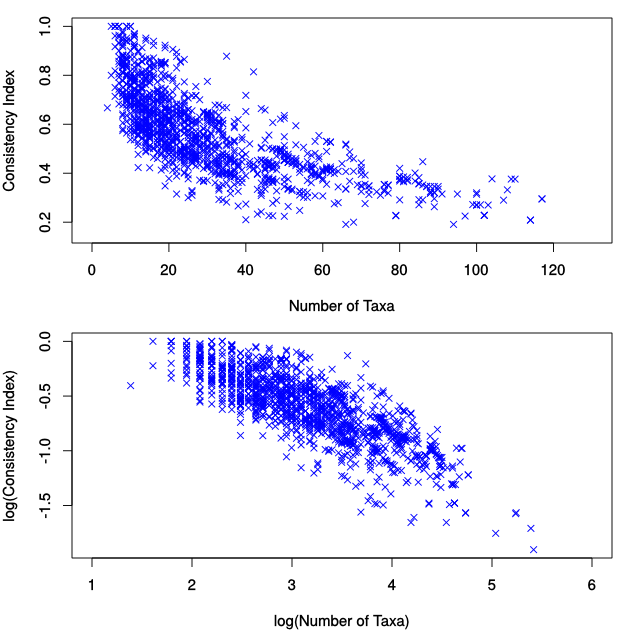 Consistency Index
1.0
0.8
0.6
0.4
0.2
0 20 40 60 80 100 120
Number of Taxa
log(Consistency Index)
0.0
-0.5
-1.0
-1.5
1 2 3 4 5 6
log(Number of Taxa)